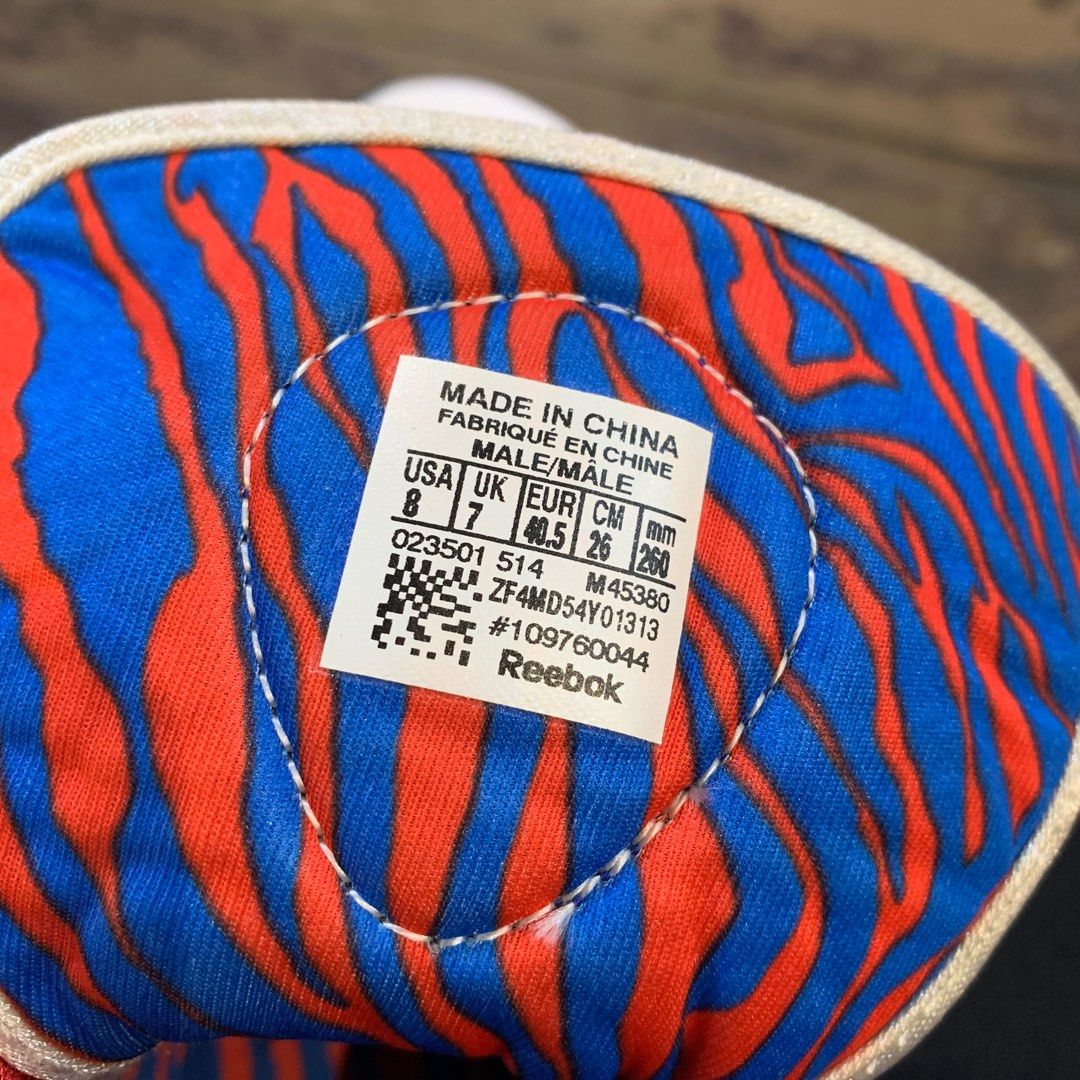 MADE IN CHINA
FABRIQUÉ EN CHINE
MALE/MÂLE
USA UK EUR CM mm
8 7 40.5 26 260
023501 514 M45380
ZF4MD54Y01313
#109760044
Reebok